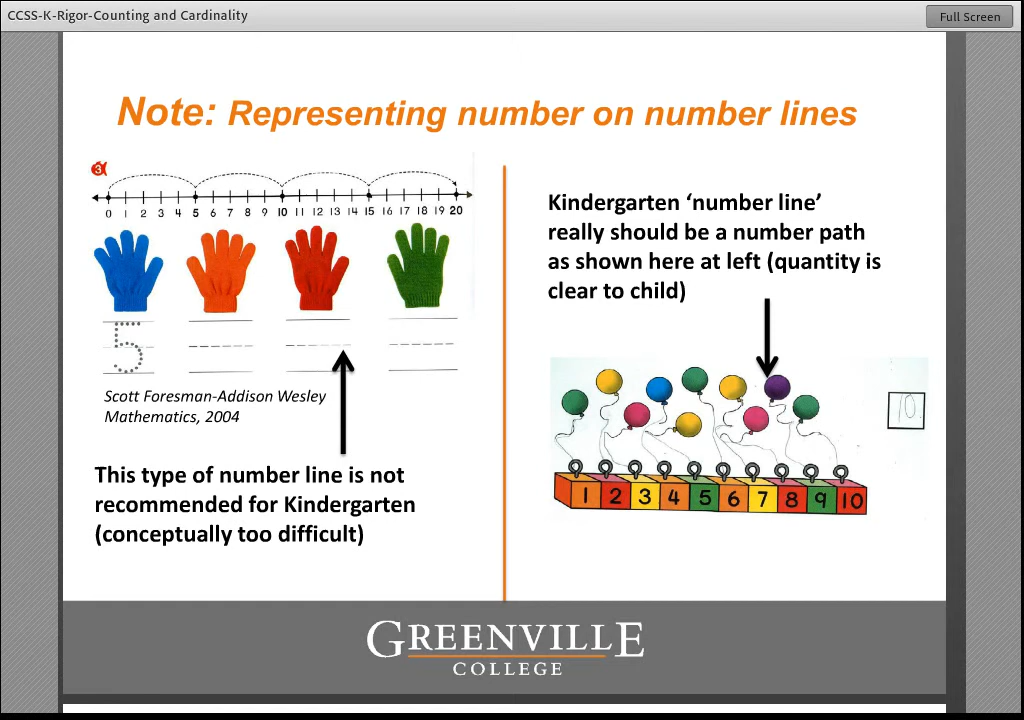 CCSS-K-Rigor-Counting and Cardinality
Full Screen
Note: Representing number on number lines
3
0 1 2 3 4 5 6 7 8 9 10 11 12 13 14 15 16 17 18 19 20
5
Scott Foresman-Addison Wesley
Mathematics, 2004
This type of number line is not
recommended for Kindergarten
(conceptually too difficult)
Kindergarten ‘number line’
really should be a number path
as shown here at left (quantity is
clear to child)
10
1 2 3 4 5 6 7 8 9 10
GREENVILLE
COLLEGE